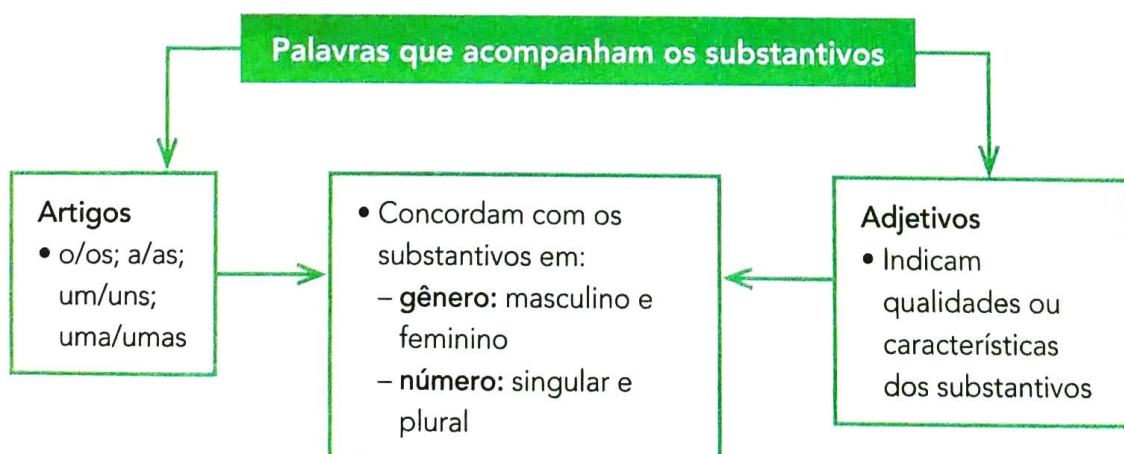 Palavras que acompanham os substantivos
Artigos
• o/os; a/as;
um/uns;
uma/umas
• Concordam com os
substantivos em:
– gênero: masculino e
feminino
– número: singular e
plural
Adjetivos
• Indicam
qualidades ou
características
dos substantivos